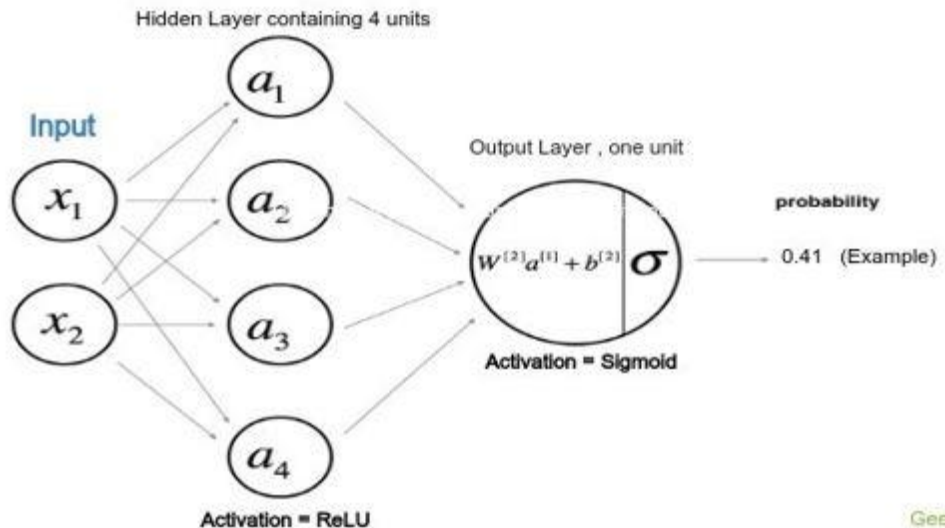 Hidden Layer containing 4 units
a₁
Input
Output Layer , one unit
x₁
a₂
probability
W^[2]a^[1] + b^[2]
σ
0.41 (Example)
x₂
a₃
Activation = Sigmoid
a₄
Activation = ReLU